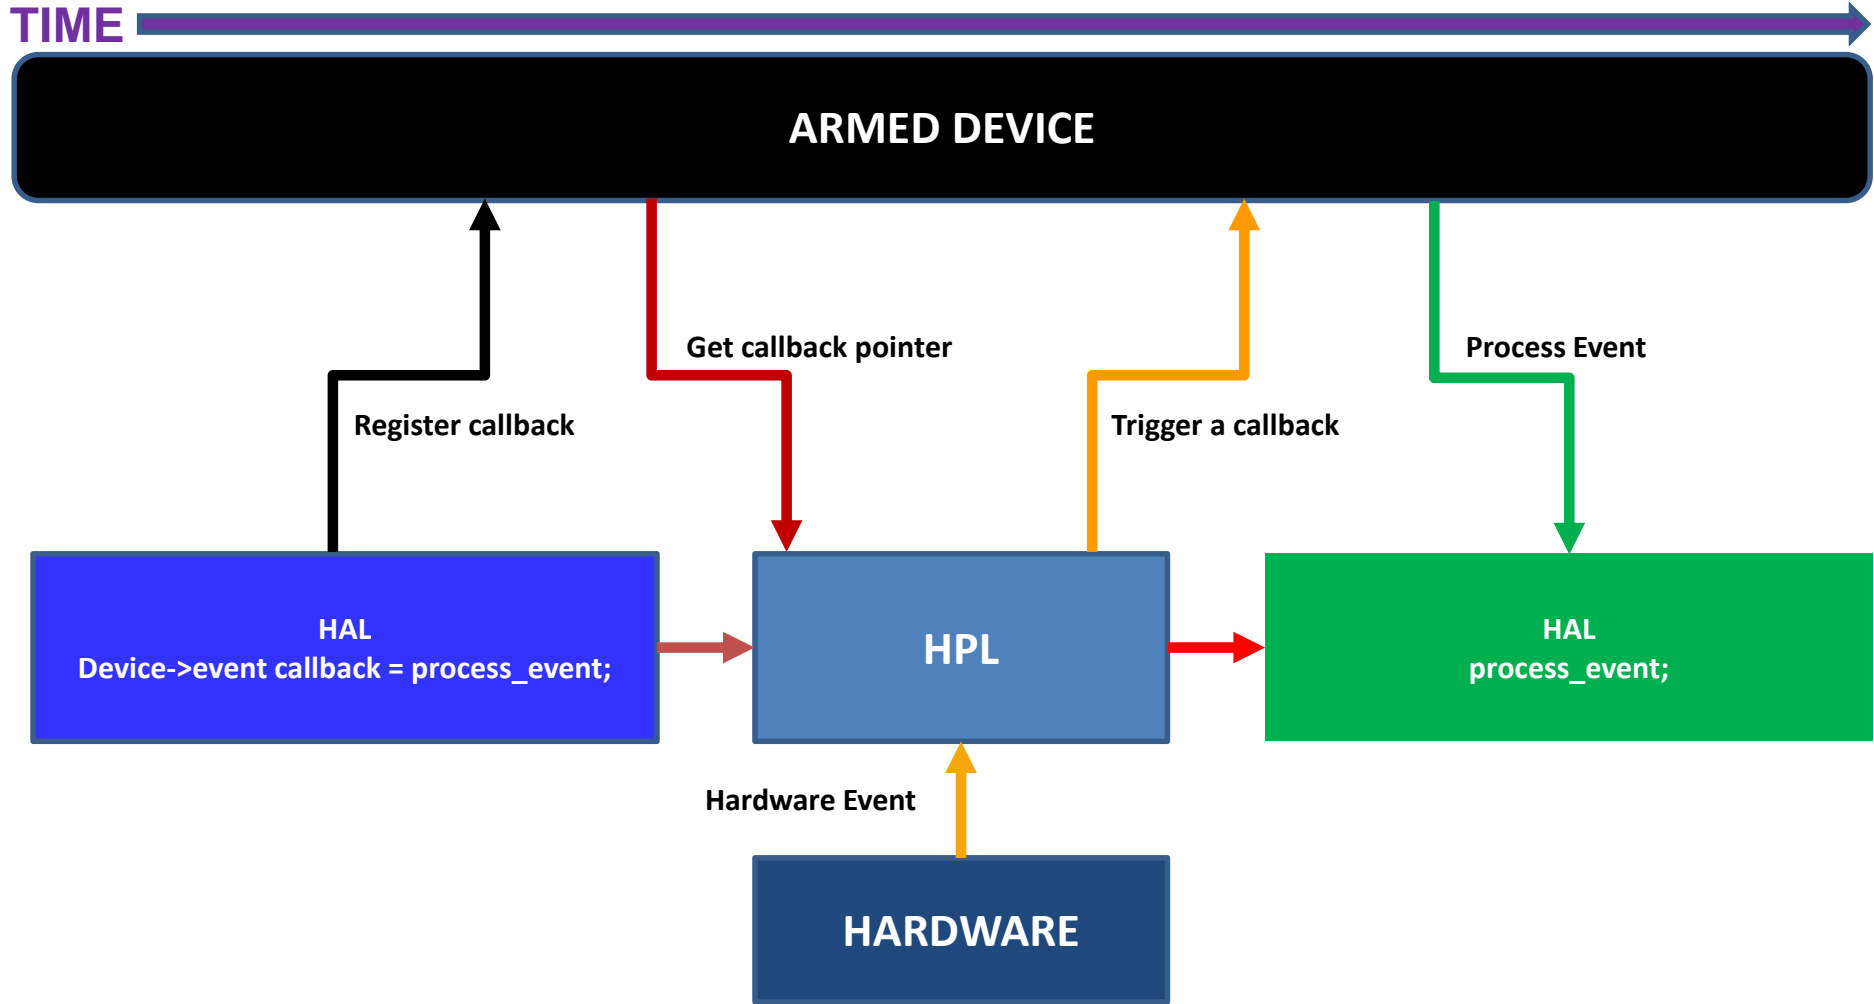 TIME
ARMED DEVICE
Get callback pointer
Process Event
Register callback
Trigger a callback
HAL
Device->event callback = process_event;
HPL
HAL
process_event;
Hardware Event
HARDWARE